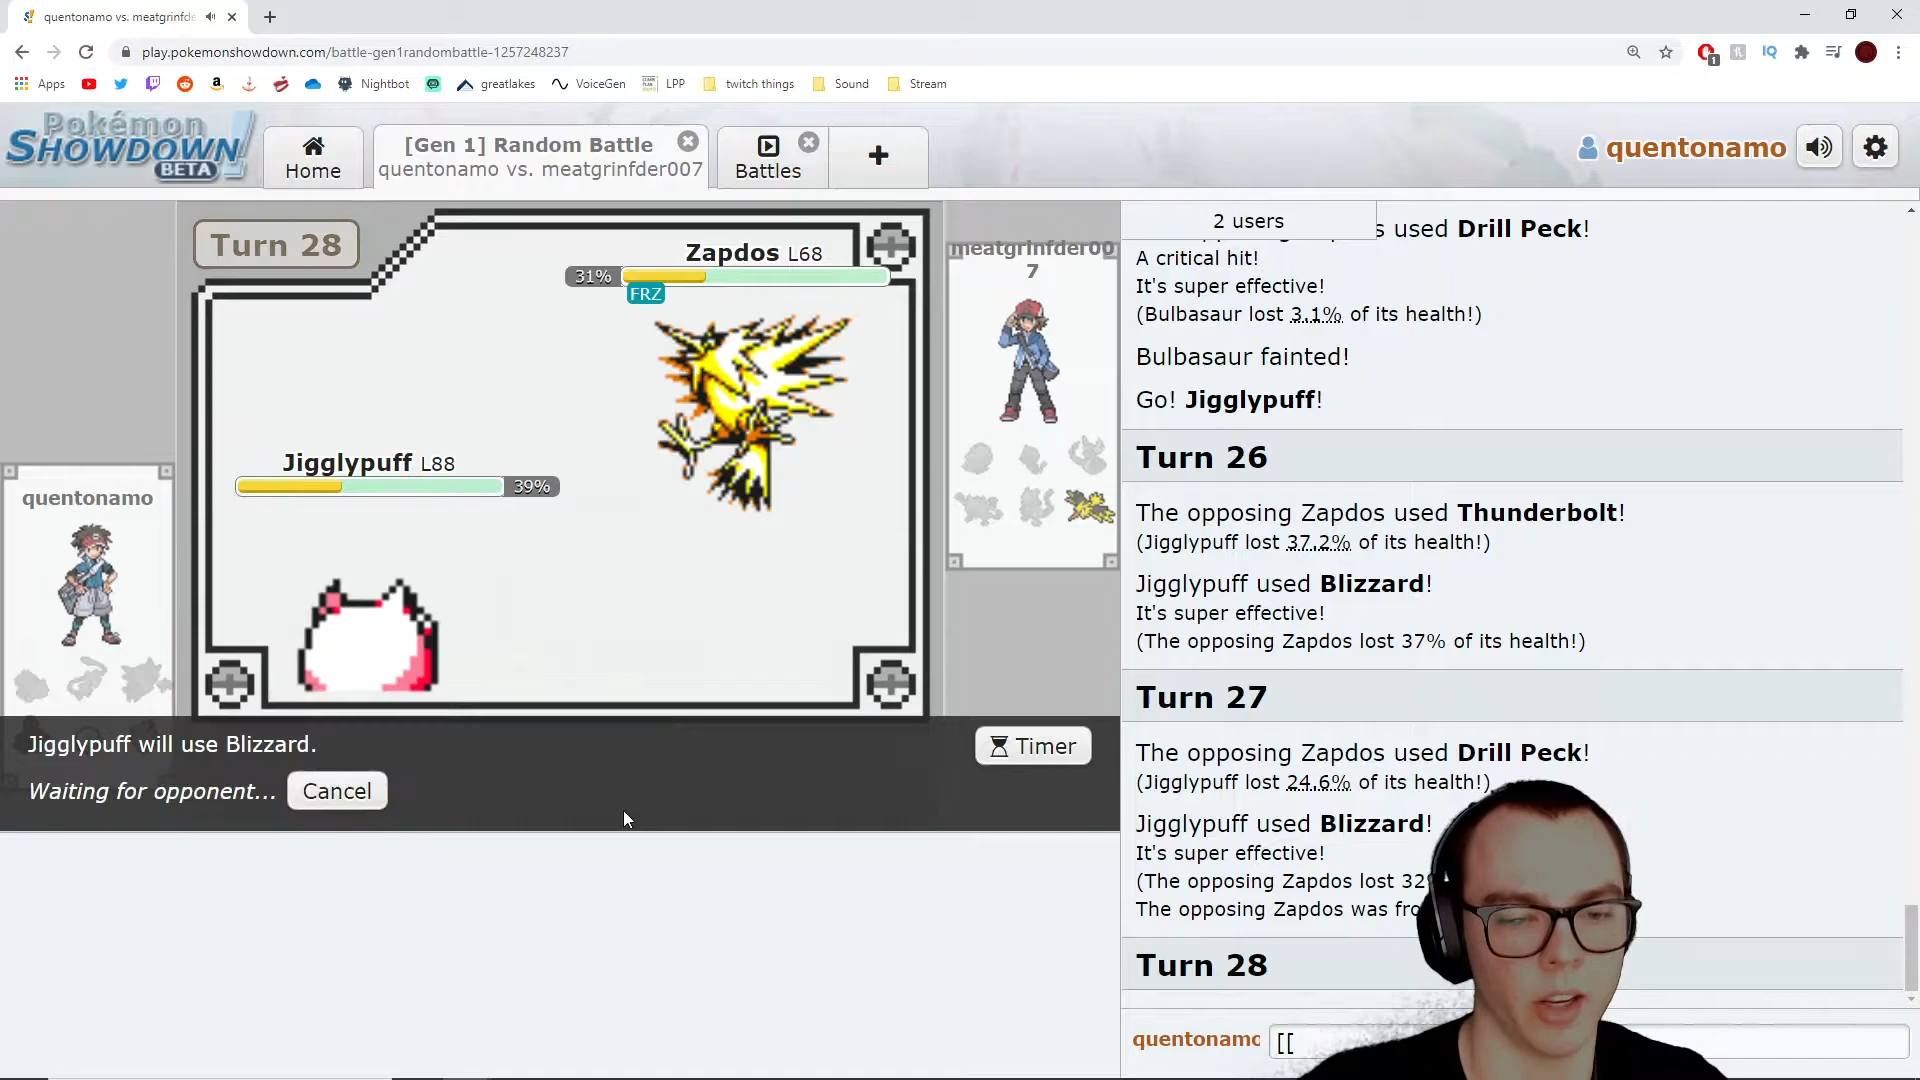 quentonamo vs. meatgrinfde
play.pokemonshowdown.com/battle-gen1randombattle-1257248237
1
Apps
Nightbot
greatlakes
VoiceGen
LPP
twitch things
Sound
Stream
Pokémon
SHOWDOWN!
BETA
Home
[Gen 1] Random Battle
quentonamo vs. meatgrinfder007
Battles
quentonamo
Turn 28
Zapdos L68
31%
FRZ
Jigglypuff L88
39%
quentonamo
meatgrinfder00
7
Jigglypuff will use Blizzard.
Waiting for opponent...
Cancel
Timer
2 users
s used Drill Peck!
A critical hit!
It's super effective!
(Bulbasaur lost 3.1% of its health!)
Bulbasaur fainted!
Go! Jigglypuff!
Turn 26
The opposing Zapdos used Thunderbolt!
(Jigglypuff lost 37.2% of its health!)
Jigglypuff used Blizzard!
It's super effective!
(The opposing Zapdos lost 37% of its health!)
Turn 27
The opposing Zapdos used Drill Peck!
(Jigglypuff lost 24.6% of its health!)
Jigglypuff used Blizzard!
It's super effective!
(The opposing Zapdos lost 32
The opposing Zapdos was fro
Turn 28
quentonamo
[[